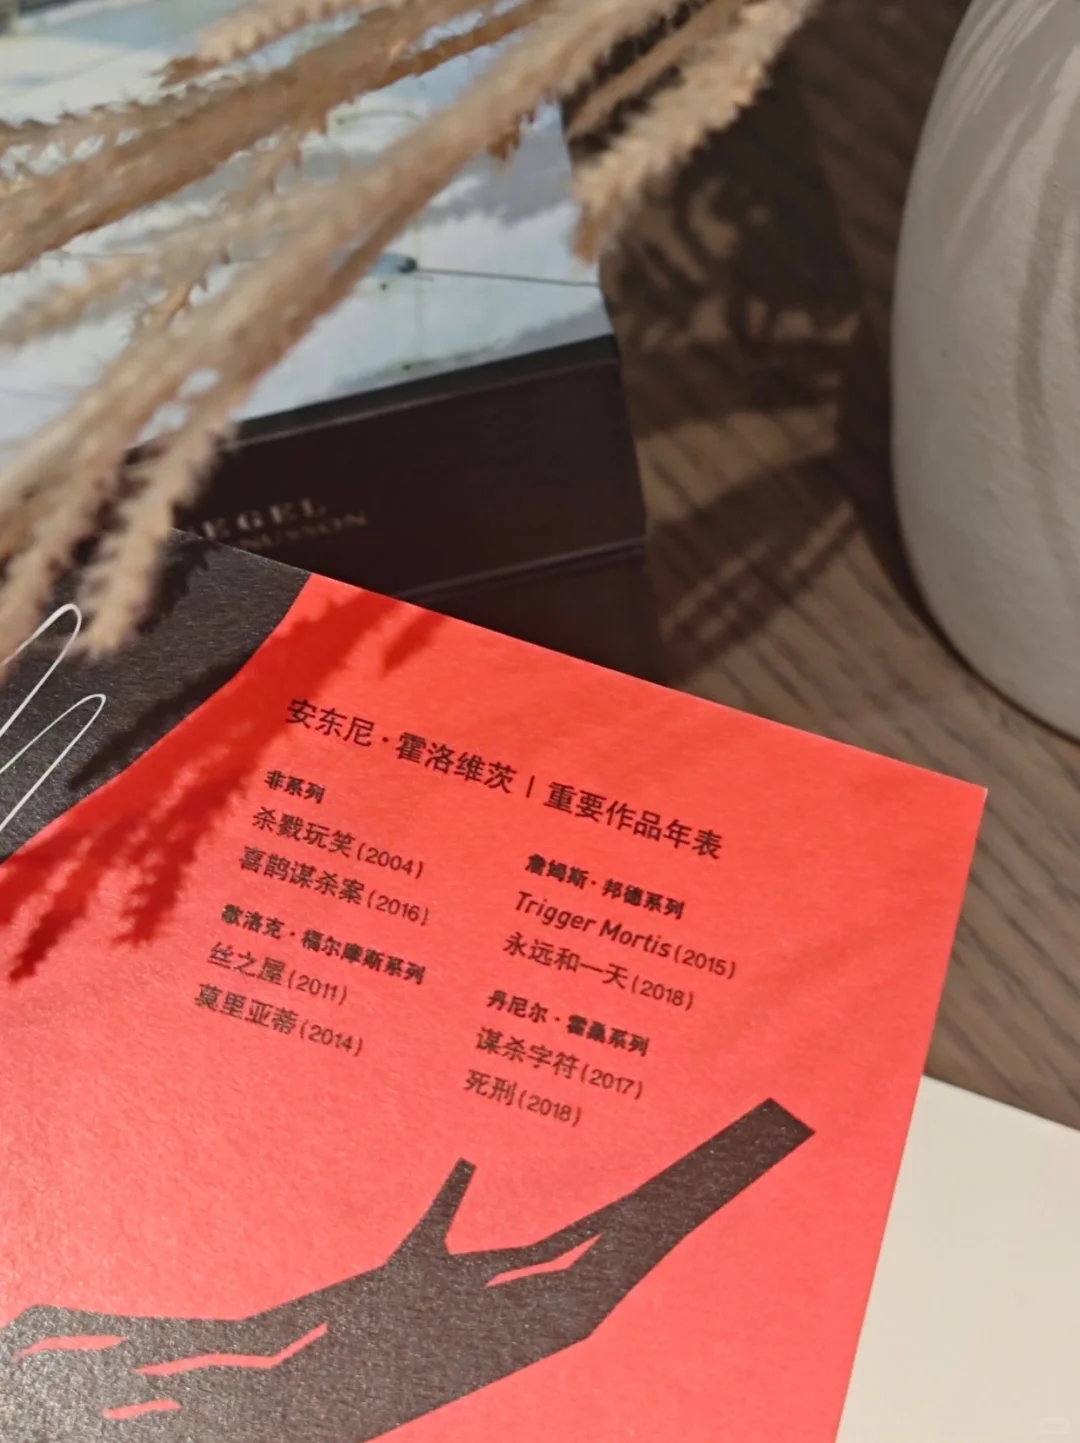 EGEL
安东尼·霍洛维茨 | 重要作品年表
非系列
杀戮玩笑(2004)
喜鹊谋杀案(2016)
歇洛克·福尔摩斯系列
丝之屋(2011)
莫里亚蒂(2014)
詹姆斯·邦德系列
Trigger Mortis(2015)
永远和一天(2018)
丹尼尔·霍桑系列
谋杀字符(2017)
死刑(2018)